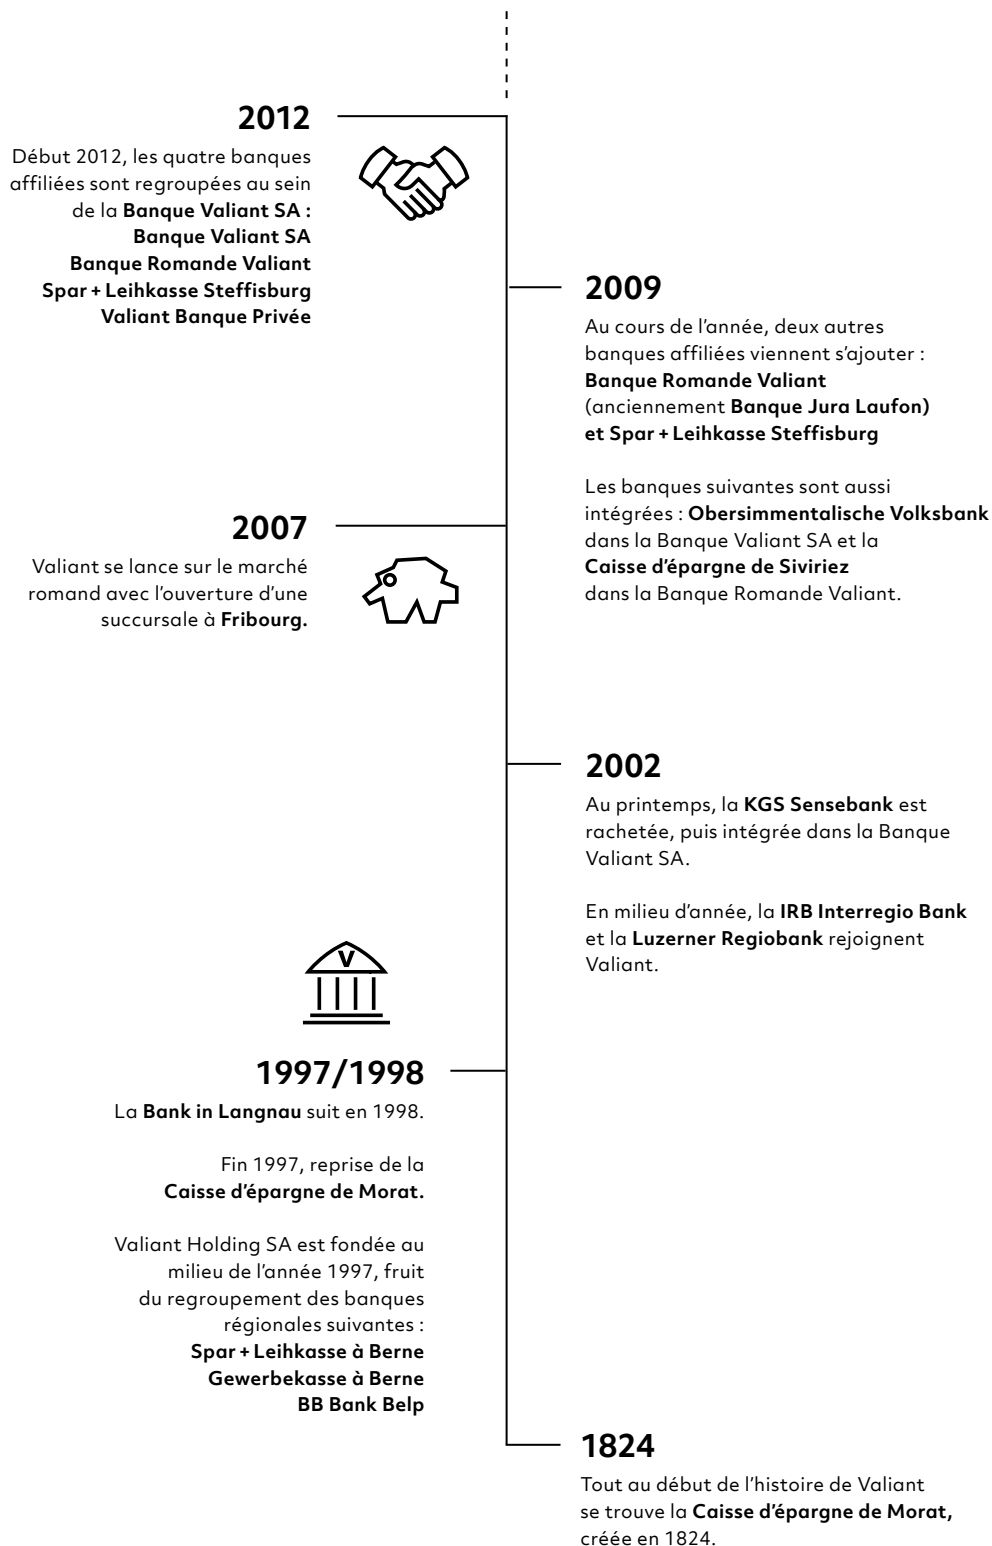 2012
Début 2012, les quatre banques
affiliées sont regroupées au sein
de la Banque Valiant SA :
Banque Valiant SA
Banque Romande Valiant
Spar + Leihkasse Steffisburg
Valiant Banque Privée
2009
Au cours de l’année, deux autres
banques affiliées viennent s’ajouter :
Banque Romande Valiant
(anciennement Banque Jura Laufon)
et Spar + Leihkasse Steffisburg
Les banques suivantes sont aussi
intégrées : Obersimmentalische Volksbank
dans la Banque Valiant SA et la
Caisse d’épargne de Siviriez
dans la Banque Romande Valiant.
2007
Valiant se lance sur le marché
romand avec l’ouverture d’une
succursale à Fribourg.
2002
Au printemps, la KGS Sensebank est
rachetée, puis intégrée dans la Banque
Valiant SA.
En milieu d’année, la IRB Interregio Bank
et la Luzerner Regiobank rejoignent
Valiant.
V
1997/1998
La Bank in Langnau suit en 1998.
Fin 1997, reprise de la
Caisse d’épargne de Morat.
Valiant Holding SA est fondée au
milieu de l’année 1997, fruit
du regroupement des banques
régionales suivantes :
Spar + Leihkasse à Berne
Gewerbekasse à Berne
BB Bank Belp
1824
Tout au début de l’histoire de Valiant
se trouve la Caisse d’épargne de Morat,
créée en 1824.